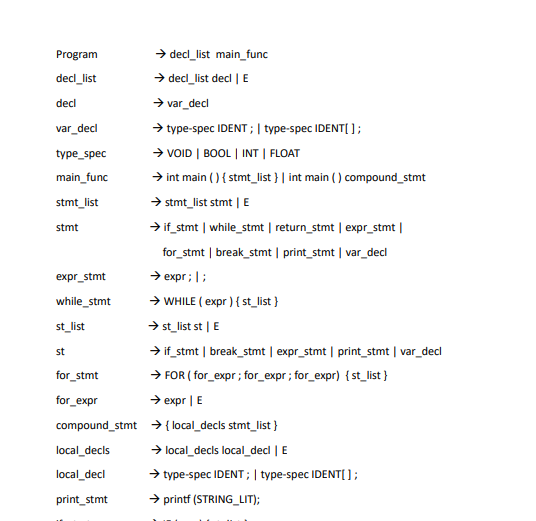 Program → decl_list main_func
decl_list → decl_list decl | E
decl → var_decl
var_decl → type-spec IDENT ; | type-spec IDENT[ ] ;
type_spec → VOID | BOOL | INT | FLOAT
main_func → int main ( ) { stmt_list } | int main ( ) compound_stmt
stmt_list → stmt_list stmt | E
stmt → if_stmt | while_stmt | return_stmt | expr_stmt |
for_stmt | break_stmt | print_stmt | var_decl
expr_stmt → expr ; | ;
while_stmt → WHILE ( expr ) { st_list }
st_list → st_list st | E
st → if_stmt | break_stmt | expr_stmt | print_stmt | var_decl
for_stmt → FOR ( for_expr ; for_expr ; for_expr) { st_list }
for_expr → expr | E
compound_stmt → { local_decls stmt_list }
local_decls → local_decls local_decl | E
local_decl → type-spec IDENT ; | type-spec IDENT[ ] ;
print_stmt → printf (STRING_LIT);